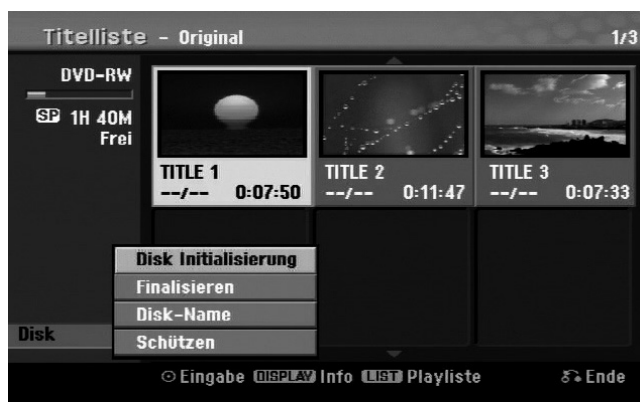 Titelliste - Original 1/3
DVD-RW
SP 1H 40M
Frei
TITLE 1
--/-- 0:07:50
TITLE 2
--/-- 0:11:47
TITLE 3
--/-- 0:07:33
Disk Initialisierung
Finalisieren
Disk-Name
Schützen
Disk
Eingabe DISPLAY Info LIST Playliste Ende